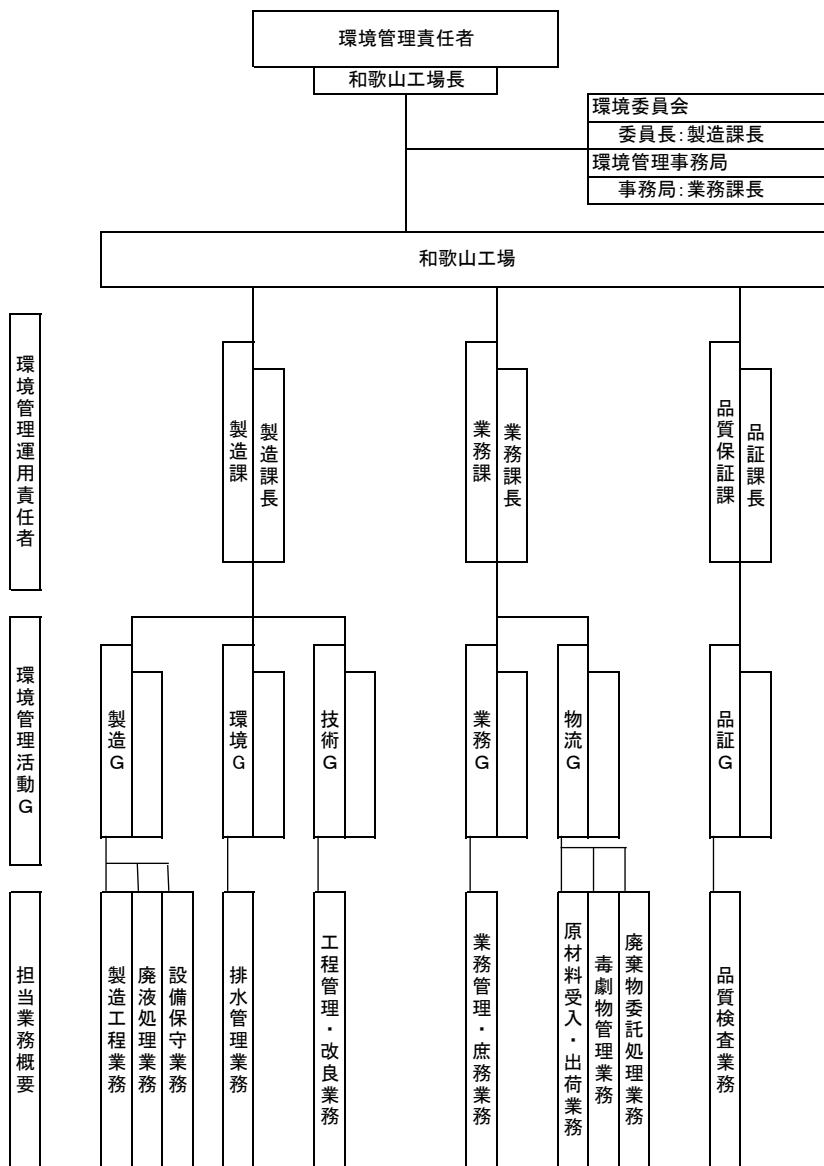 環境管理責任者
和歌山工場長
環境委員会
委員長:製造課長
環境管理事務局
事務局:業務課長
和歌山工場
環境管理運用責任者
製造課
製造課長
業務課
業務課長
品質保証課
品証課長
環境管理活動G
製造G
環境G
技術G
業務G
物流G
品証G
担当業務概要
製造工程業務
廃液処理業務
設備保守業務
排水管理業務
工程管理・改良業務
業務管理・庶務業務
原材料受入・出荷業務
毒劇物管理業務
廃棄物委託処理業務
品質検査業務